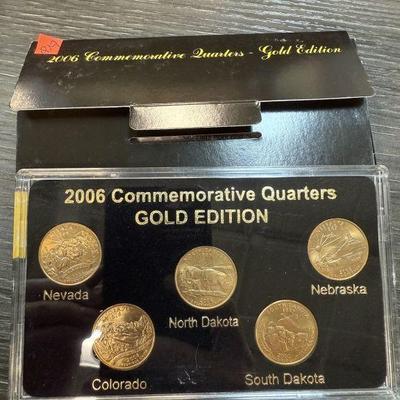 2006 Commemorative Quarters - Gold Edition
2006 Commemorative Quarters
GOLD EDITION
Nevada
North Dakota
Nebraska
Colorado
South Dakota